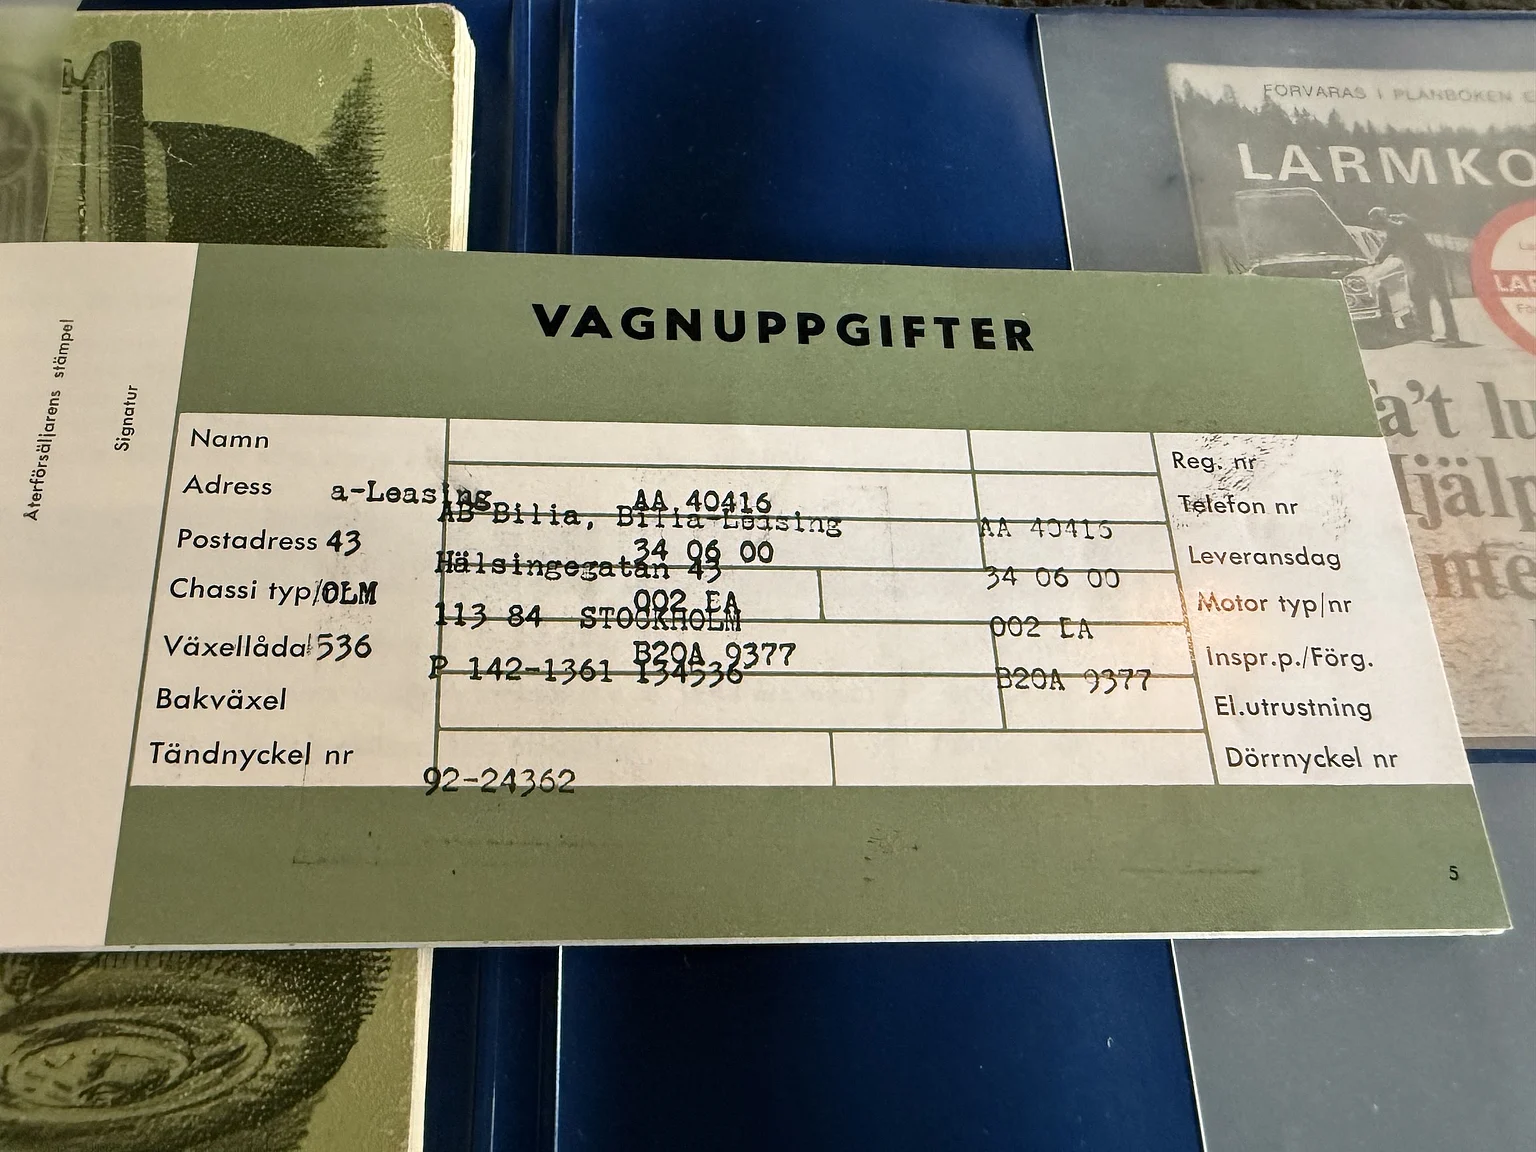 FÖRVARAS I PLANBOKEN
LARMKO
a't lu
jälp
nte
Återförsäljarens stämpel
Signatur
VAGNUPPGIFTER
Namn
Reg. nr
Adress a-Leasing AA 40416
Telefon nr
AB Bilia, Bilia-Leasing AA 40416
Postadress 43 34 06 00
Leveransdag
Hälsingegatan 43 34 06 00
Chassi typ/OLM 002 EA
Motor typ/nr
113 84 STOCKHOLM 002 EA
Växellåda 536 B20A 9377
Inspr.p./Förg.
P 142-1361 134536 B20A 9377
Bakväxel
El.utrustning
Tändnyckel nr
Dörrnyckel nr
92-24362
5